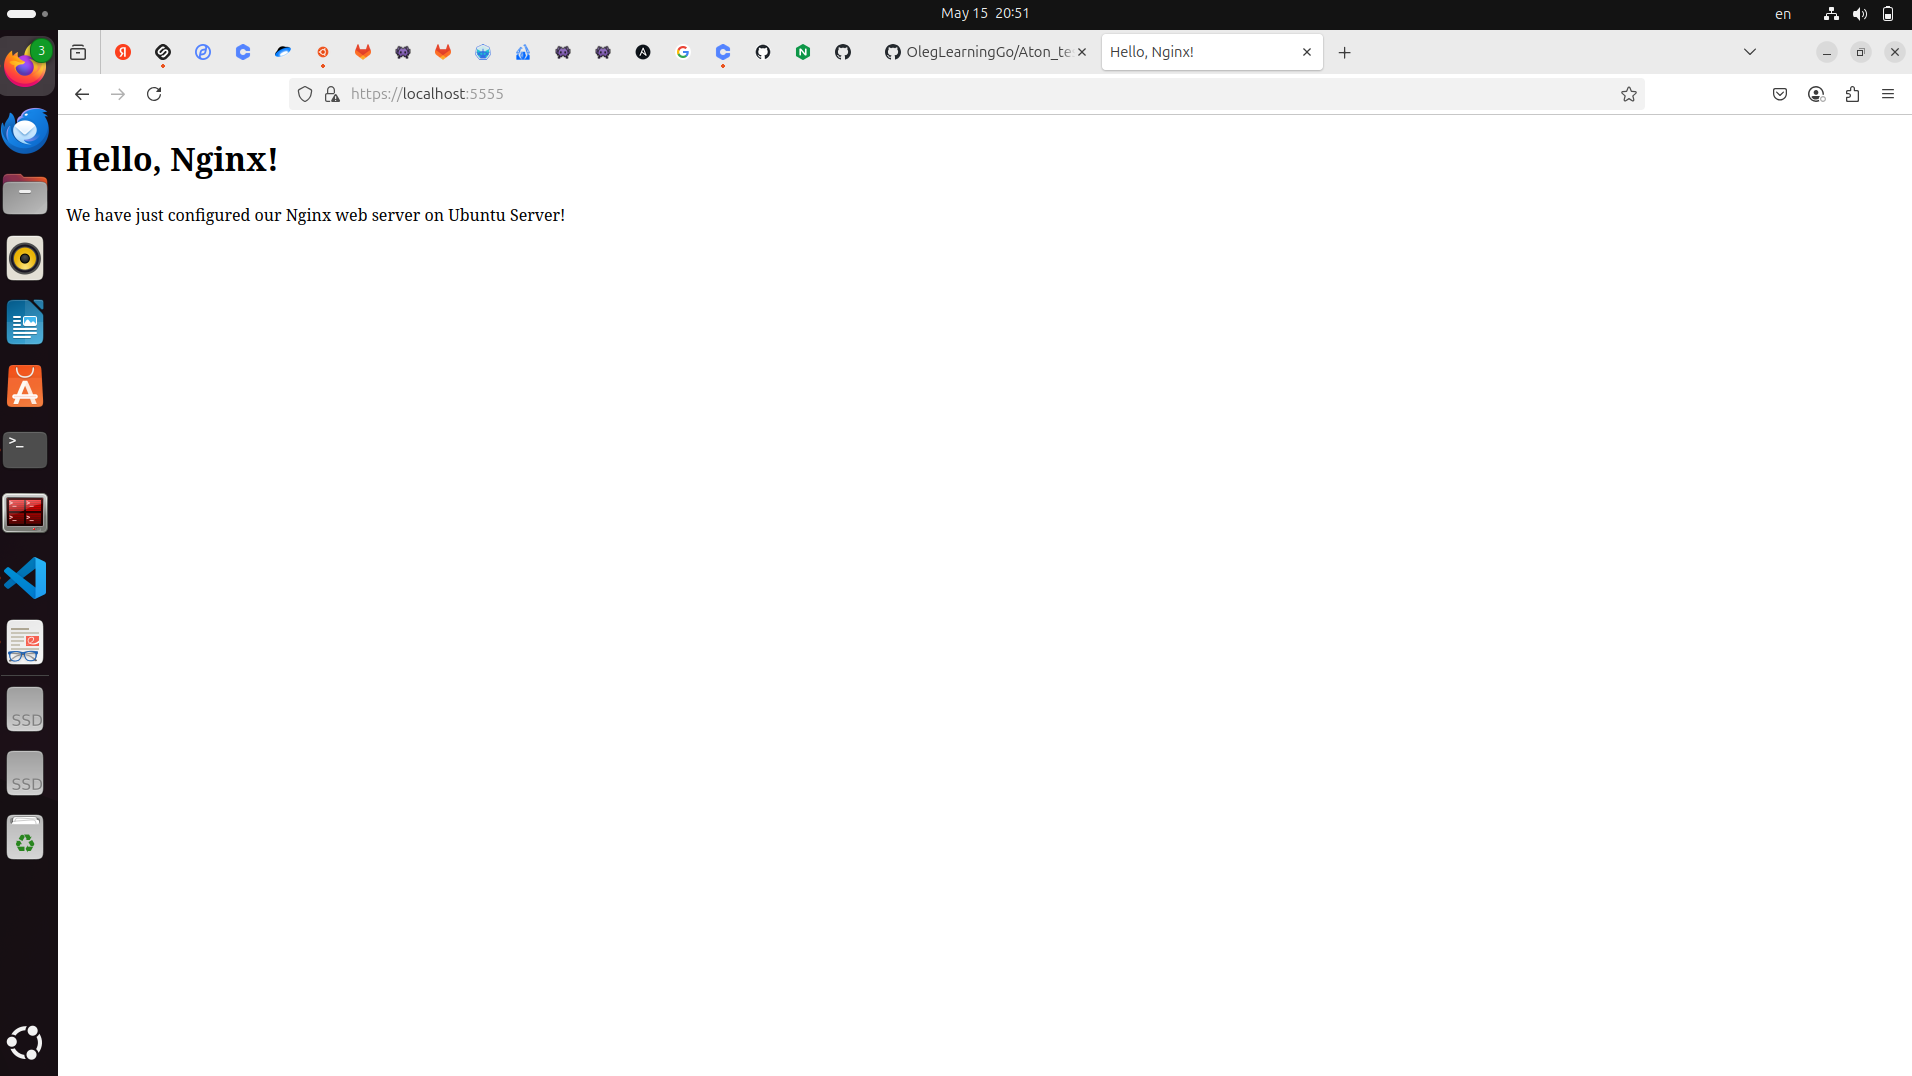 May 15 20:51
en
3
OlegLearningGo/Aton_te
Hello, Nginx!
https://localhost:5555
Hello, Nginx!
We have just configured our Nginx web server on Ubuntu Server!
SSD
SSD